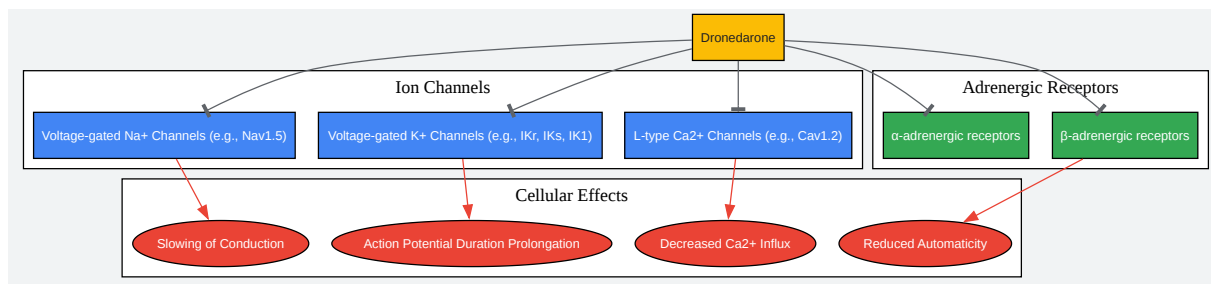 Dronedarone
Ion Channels
Adrenergic Receptors
Voltage-gated Na+ Channels (e.g., Nav1.5)
Voltage-gated K+ Channels (e.g., IKr, IKs, IK1)
L-type Ca2+ Channels (e.g., Cav1.2)
α-adrenergic receptors
β-adrenergic receptors
Cellular Effects
Slowing of Conduction
Action Potential Duration Prolongation
Decreased Ca2+ Influx
Reduced Automaticity